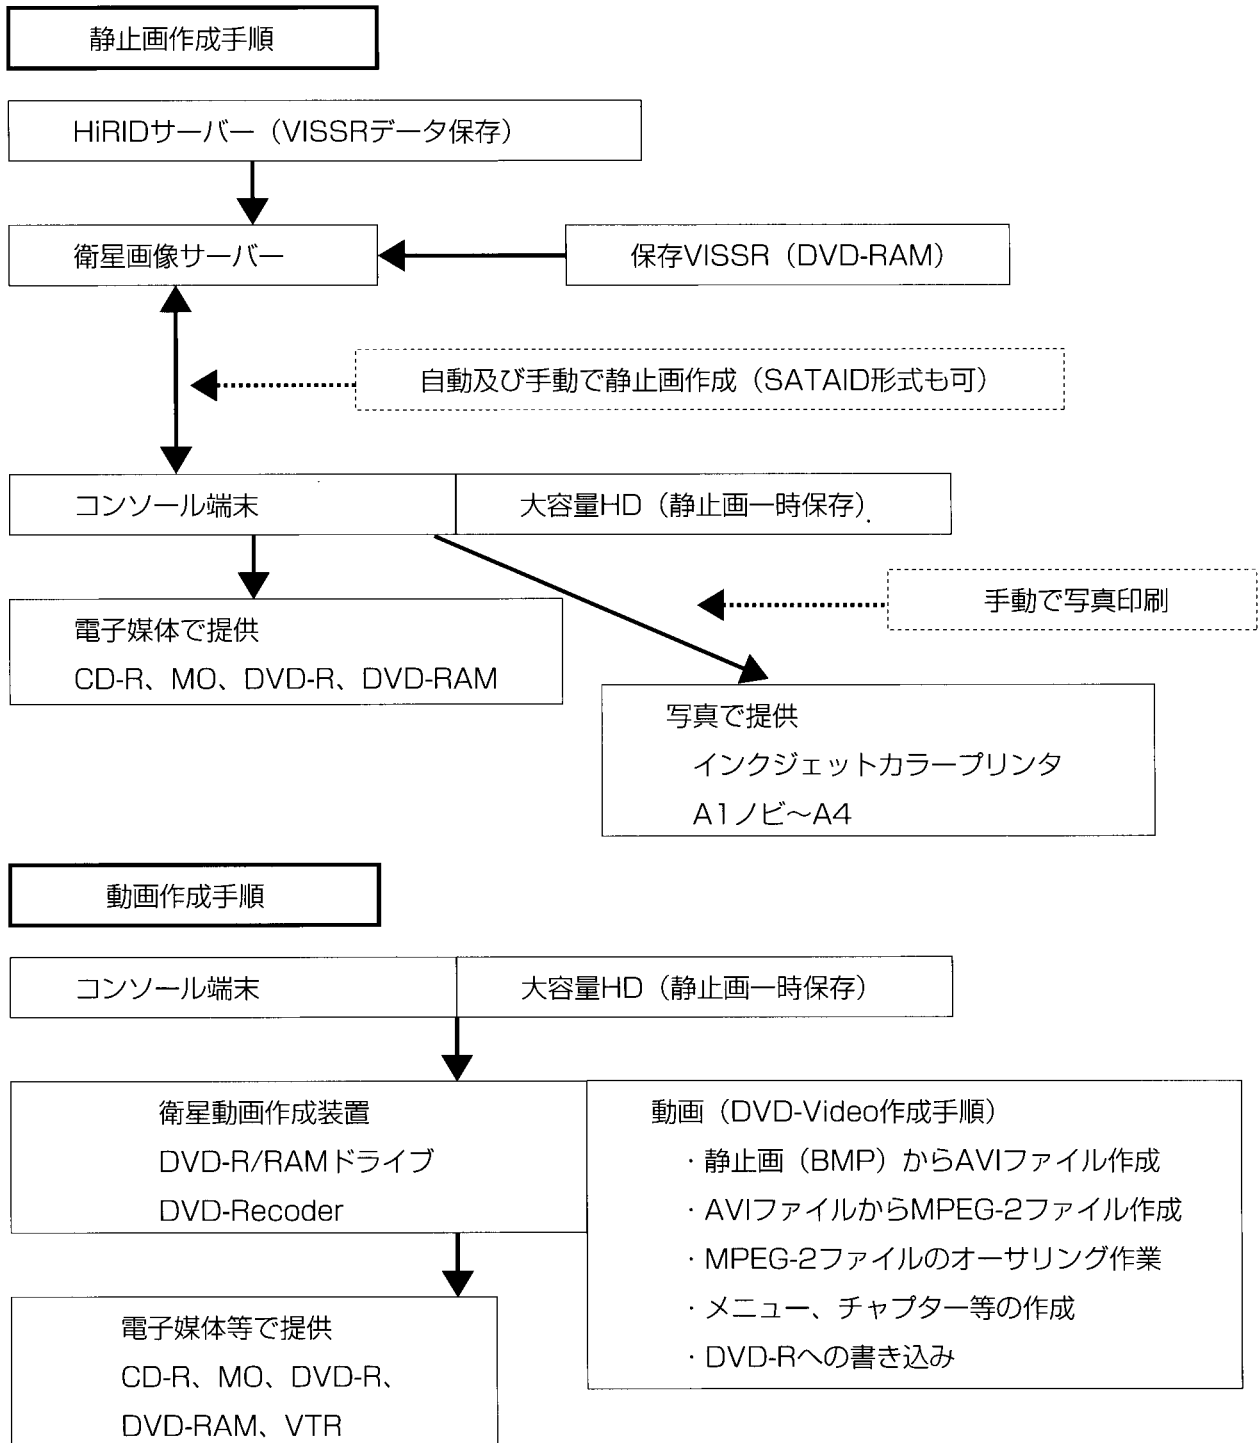 静止画作成手順
HiRIDサーバー（VISSRデータ保存）
衛星画像サーバー
保存VISSR（DVD-RAM）
自動及び手動で静止画作成（SATAID形式も可）
コンソール端末
大容量HD（静止画一時保存）
手動で写真印刷
電子媒体で提供
CD-R、MO、DVD-R、DVD-RAM
写真で提供
インクジェットカラープリンタ
A1ノビ～A4
動画作成手順
コンソール端末
大容量HD（静止画一時保存）
衛星動画作成装置
DVD-R/RAMドライブ
DVD-Recoder
動画（DVD-Video作成手順）
・静止画（BMP）からAVIファイル作成
・AVIファイルからMPEG-2ファイル作成
・MPEG-2ファイルのオーサリング作業
・メニュー、チャプター等の作成
・DVD-Rへの書き込み
電子媒体等で提供
CD-R、MO、DVD-R、
DVD-RAM、VTR